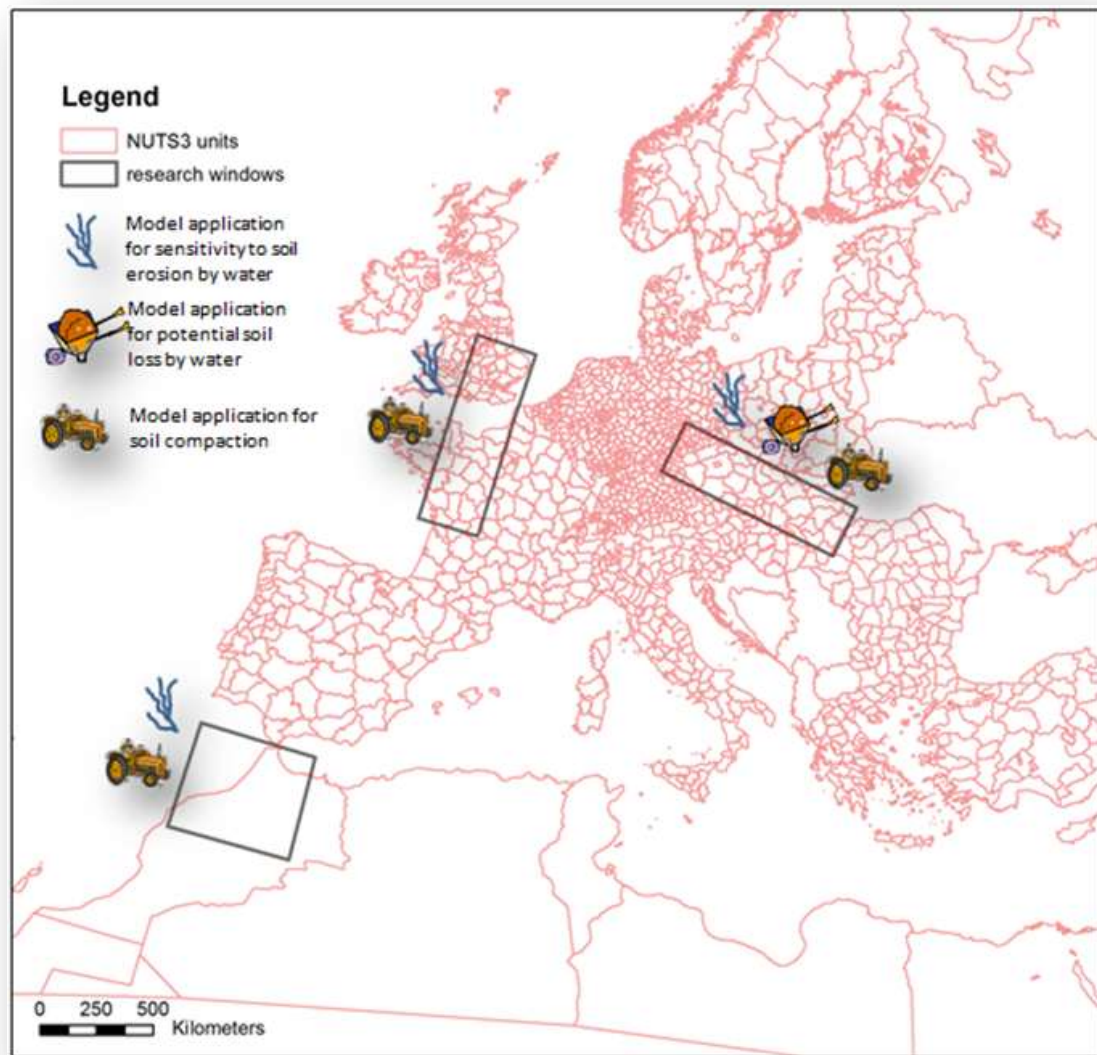 Legend
NUTS3 units
research windows
Model application
for sensitivity to soil
erosion by water
Model application
for potential soil
loss by water
Model application for
soil compaction
0 250 500
Kilometers